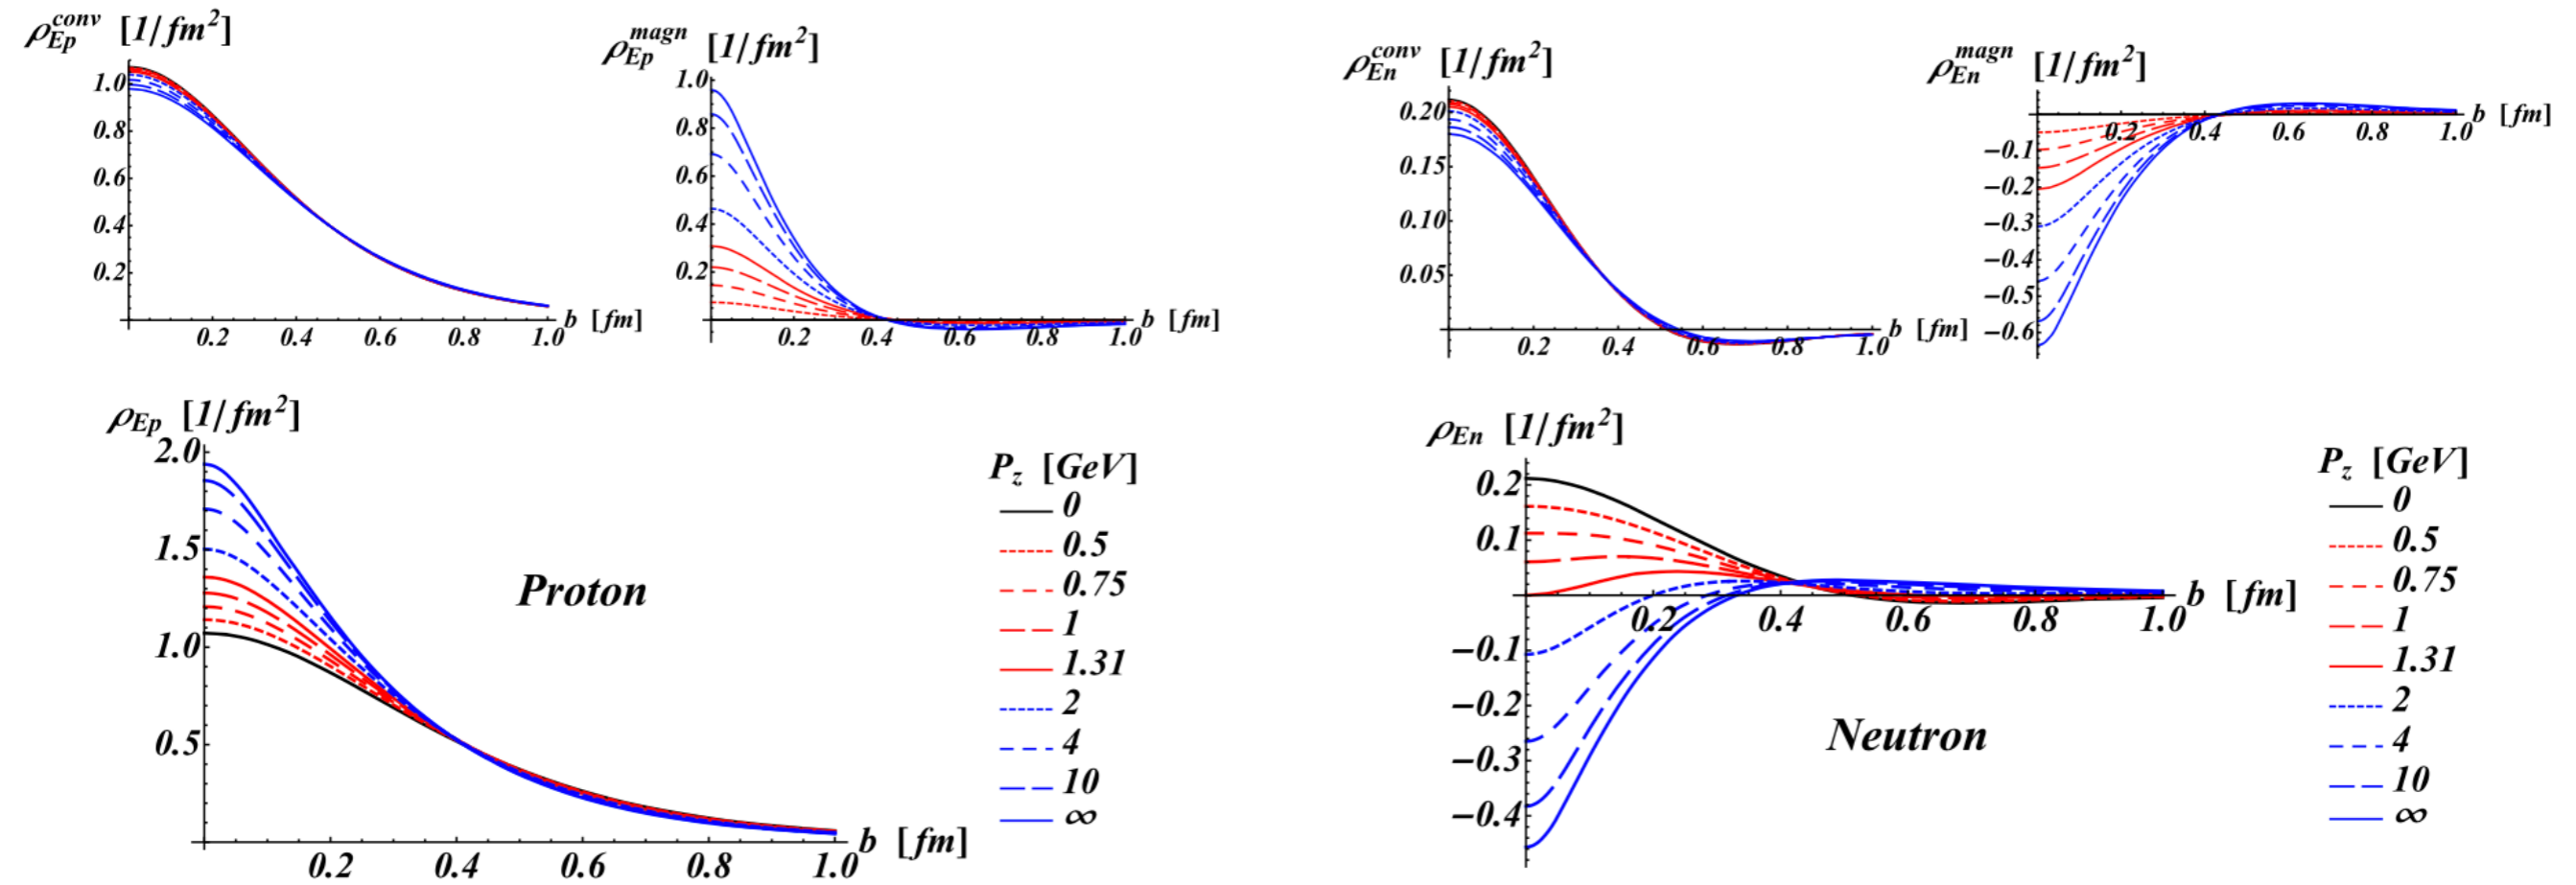 ρ_Ep^conv [1/fm²]
1.0
0.8
0.6
0.4
0.2
0.2 0.4 0.6 0.8 1.0
b [fm]
ρ_Ep^magn [1/fm²]
1.0
0.8
0.6
0.4
0.2
0.2 0.4 0.6 0.8 1.0
b [fm]
ρ_En^conv [1/fm²]
0.20
0.15
0.10
0.05
0.2 0.4 0.6 0.8 1.0
b [fm]
ρ_En^magn [1/fm²]
b [fm]
0.2 0.4 0.6 0.8 1.0
−0.1
−0.2
−0.3
−0.4
−0.5
−0.6
ρ_Ep [1/fm²]
2.0
1.5
1.0
0.5
0.2 0.4 0.6 0.8 1.0
b [fm]
Proton
P_z [GeV]
0
0.5
0.75
1
1.31
2
4
10
∞
ρ_En [1/fm²]
0.2
0.1
−0.1
−0.2
−0.3
−0.4
0.2 0.4 0.6 0.8 1.0
b [fm]
Neutron
P_z [GeV]
0
0.5
0.75
1
1.31
2
4
10
∞